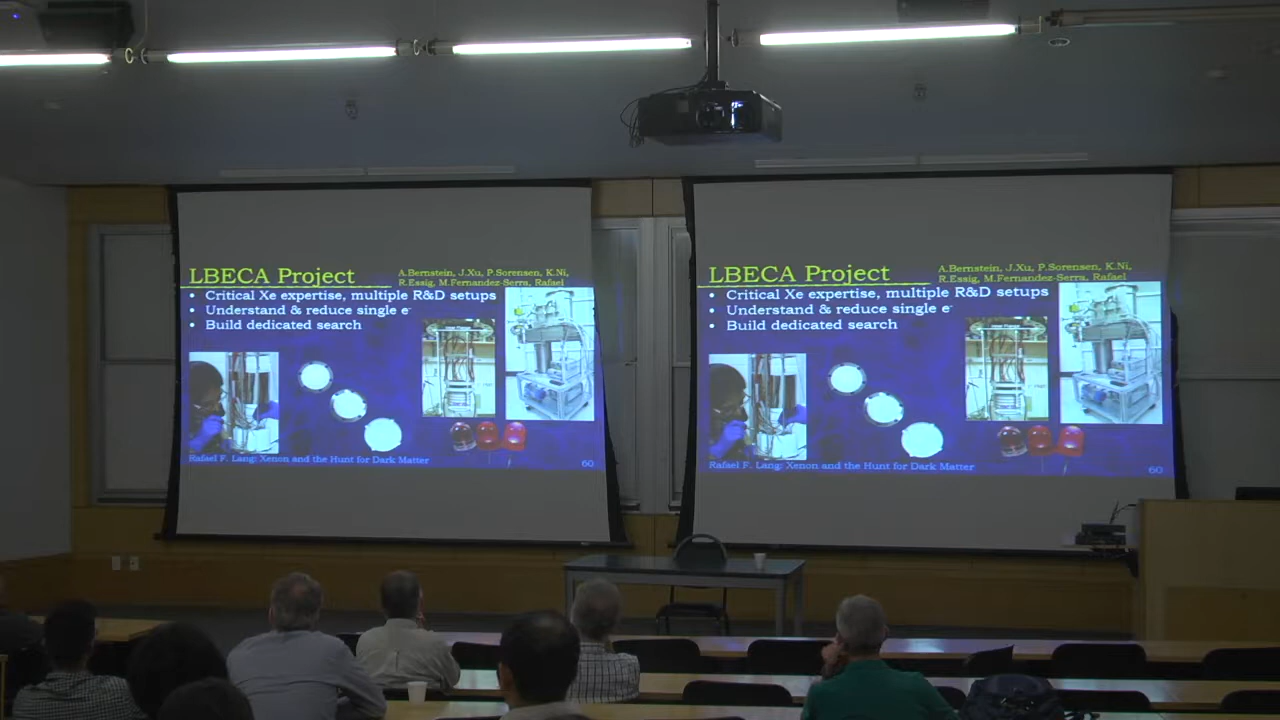 LBECA Project
A.Bernstein, J.Xu, P.Sorensen, K.Ni,
R.Essig, M.Fernandez-Serra, Rafael
• Critical Xe expertise, multiple R&D setups
• Understand & reduce single e⁻
• Build dedicated search
Rafael F. Lang: Xenon and the Hunt for Dark Matter
60
LBECA Project
A.Bernstein, J.Xu, P.Sorensen, K.Ni,
R.Essig, M.Fernandez-Serra, Rafael
• Critical Xe expertise, multiple R&D setups
• Understand & reduce single e⁻
• Build dedicated search
Rafael F. Lang: Xenon and the Hunt for Dark Matter
60